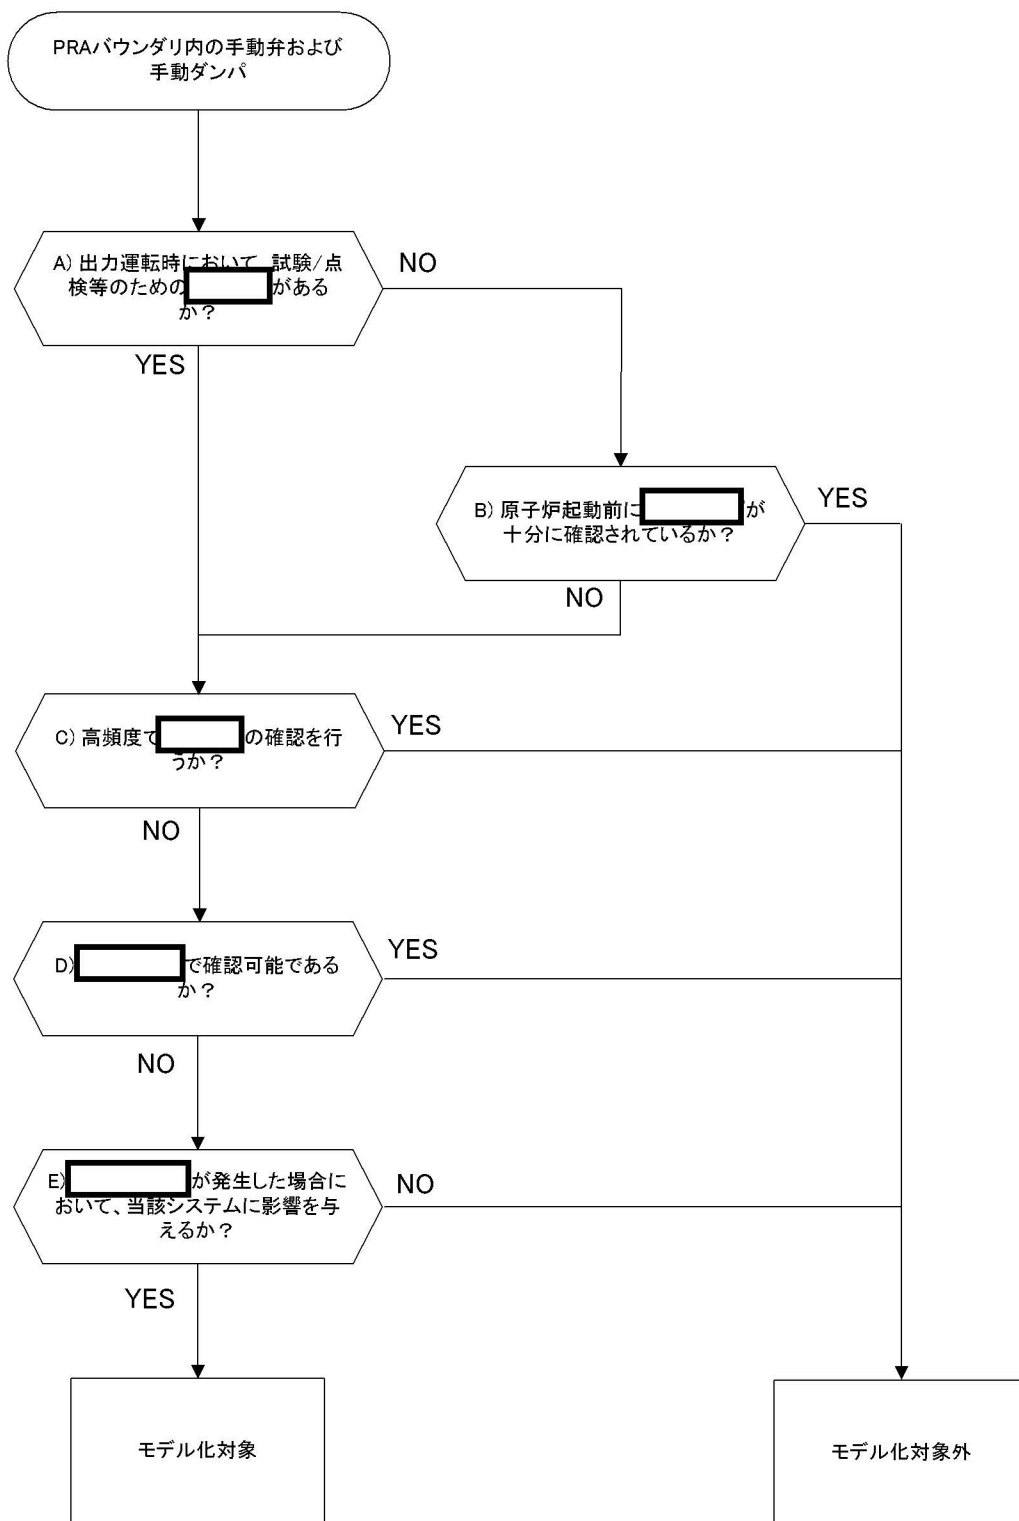 PRAバウンダリ内の手動弁および
手動ダンパ
A) 出力運転時において、試験/点
検等のための
がある
か？
NO
YES
B) 原子炉起動前に
が
十分に確認されているか？
YES
NO
C) 高頻度で
の確認を行
うか？
YES
NO
D)
で確認可能である
か？
YES
NO
E)
が発生した場合に
おいて、当該システムに影響を与
えるか？
NO
YES
モデル化対象
モデル化対象外